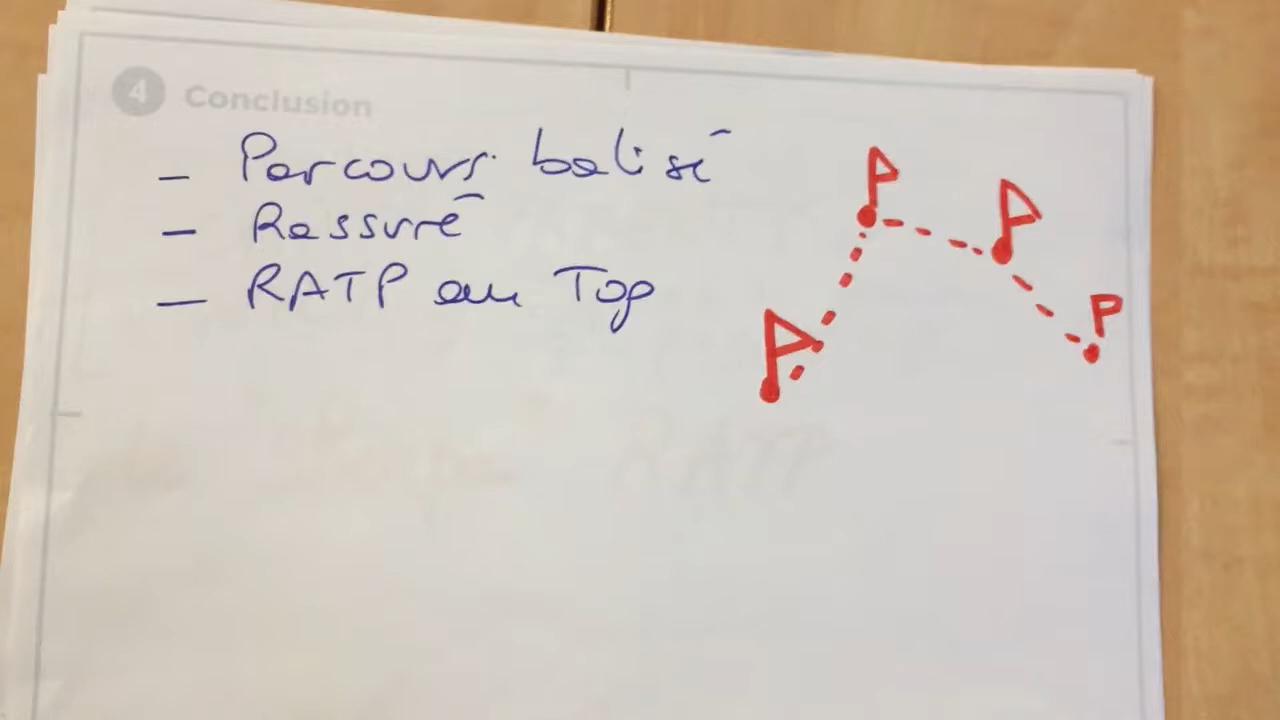 4 Conclusion
- Parcours balisé
- Rassuré
- RATP au Top